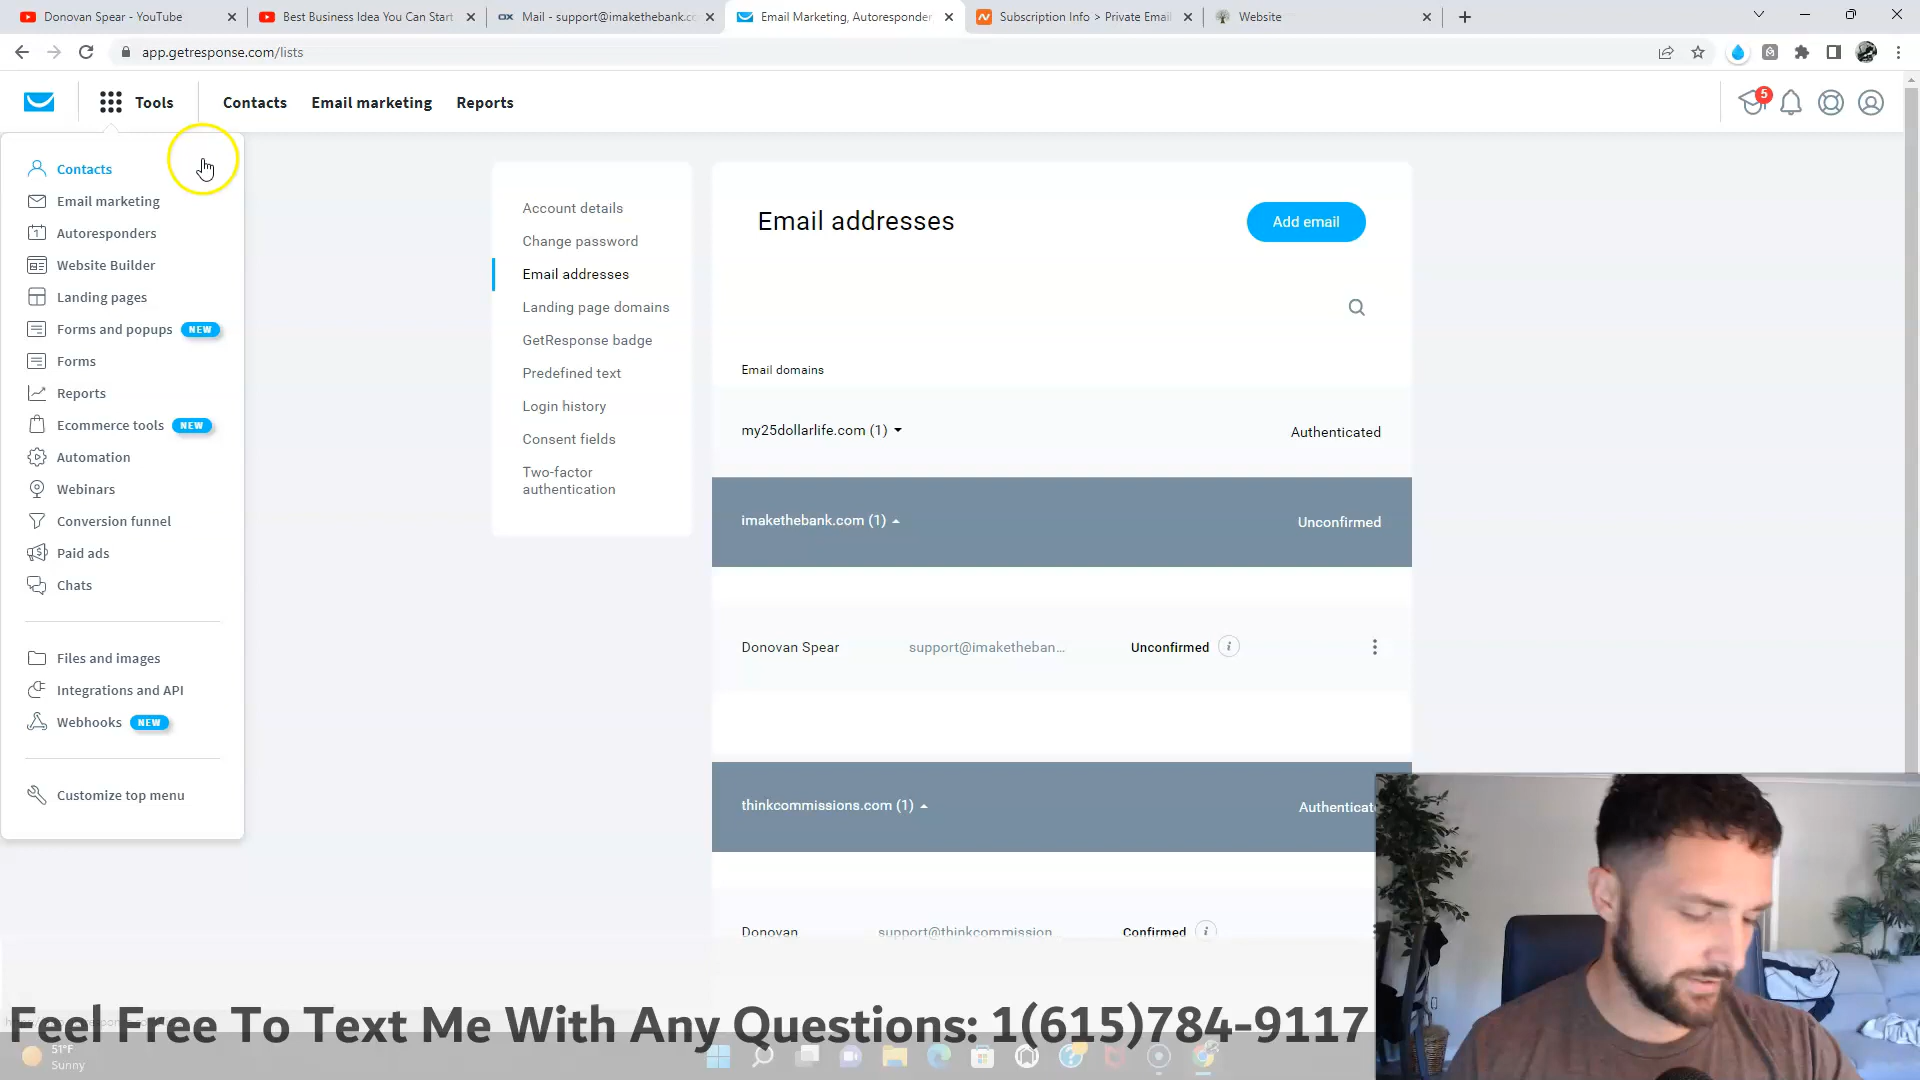 Donovan Spear - YouTube
Best Business Idea You Can Start
Mail - support@imakethebank.co
Email Marketing, Autoresponder
Subscription Info > Private Email
Website
app.getresponse.com/lists
Tools
Contacts
Email marketing
Reports
5
Contacts
Email marketing
Autoresponders
Website Builder
Landing pages
Forms and popups NEW
Forms
Reports
Ecommerce tools NEW
Automation
Webinars
Conversion funnel
Paid ads
Chats
Files and images
Integrations and API
Webhooks NEW
Customize top menu
Account details
Change password
Email addresses
Landing page domains
GetResponse badge
Predefined text
Login history
Consent fields
Two-factor
authentication
Email addresses
Add email
Email domains
my25dollarlife.com (1)
Authenticated
imakethebank.com (1)
Unconfirmed
Donovan Spear
support@imaketheban...
Unconfirmed
thinkcommissions.com (1)
Authenticat
Donovan
support@thinkcommission
Confirmed
Feel Free To Text Me With Any Questions: 1(615)784-9117
51°F
Sunny